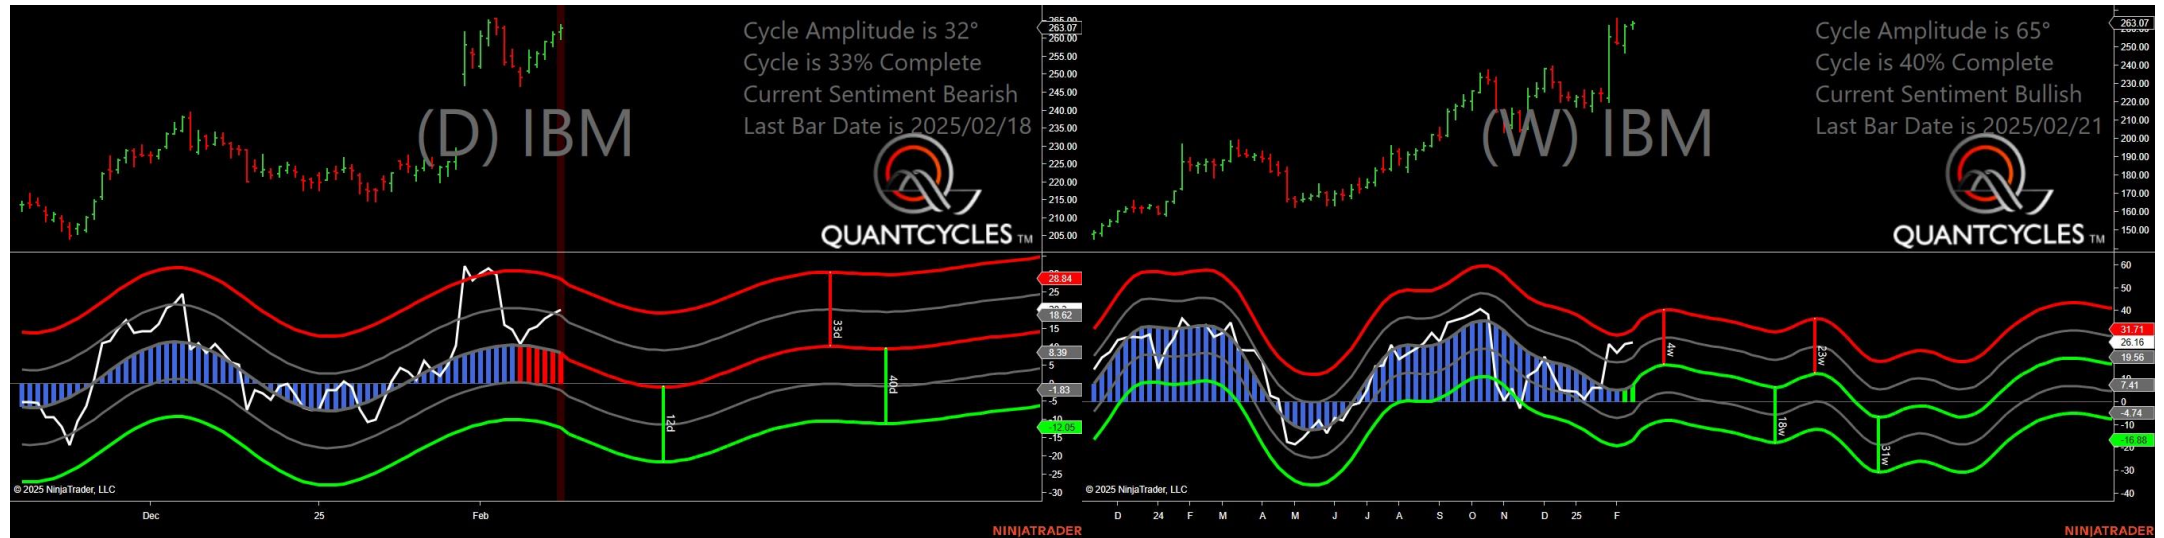 Cycle Amplitude is 32°
Cycle is 33% Complete
Current Sentiment Bearish
Last Bar Date is 2025/02/18
(D) IBM
QUANTCYCLES TM
265.00
263.07
260.00
255.00
250.00
245.00
240.00
235.00
230.00
225.00
220.00
215.00
210.00
205.00
28.84
25
18.62
15
10
8.39
5
-1.83
-5
-10
-12.05
-15
-20
-25
-30
33d
40d
12d
© 2025 NinjaTrader, LLC
Dec
25
Feb
NINJATRADER
Cycle Amplitude is 65°
Cycle is 40% Complete
Current Sentiment Bullish
Last Bar Date is 2025/02/21
(W) IBM
QUANTCYCLES TM
263.07
250.00
240.00
230.00
220.00
210.00
200.00
190.00
180.00
170.00
160.00
150.00
60
50
40
31.71
26.16
19.56
7.41
0
-4.74
-10
-16.88
-30
-40
4w
23w
18w
31w
© 2025 NinjaTrader, LLC
D
24
F
M
A
M
J
J
A
S
O
N
D
25
F
NINJATRADER